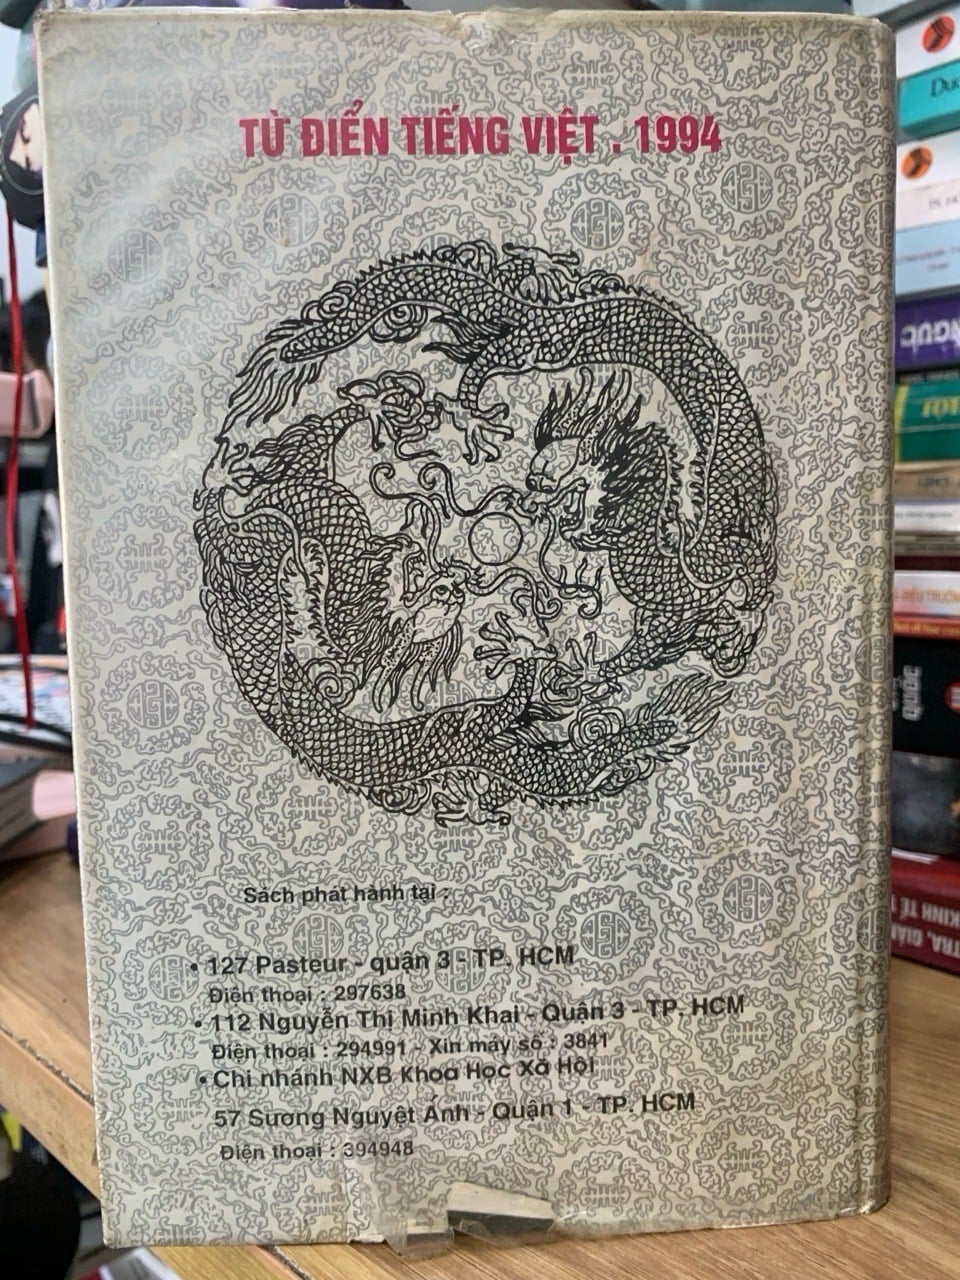 TỪ ĐIỂN TIẾNG VIỆT . 1994
Sách phát hành tại :
• 127 Pasteur - quận 3 - TP. HCM
Điện thoại : 297638
• 112 Nguyễn Thị Minh Khai - Quận 3 - TP. HCM
Điện thoại : 294991 - Xin máy số : 3841
• Chi nhánh NXB Khoa Học Xã Hội
57 Sương Nguyệt Ánh - Quận 1 - TP. HCM
Điện thoại : 394948